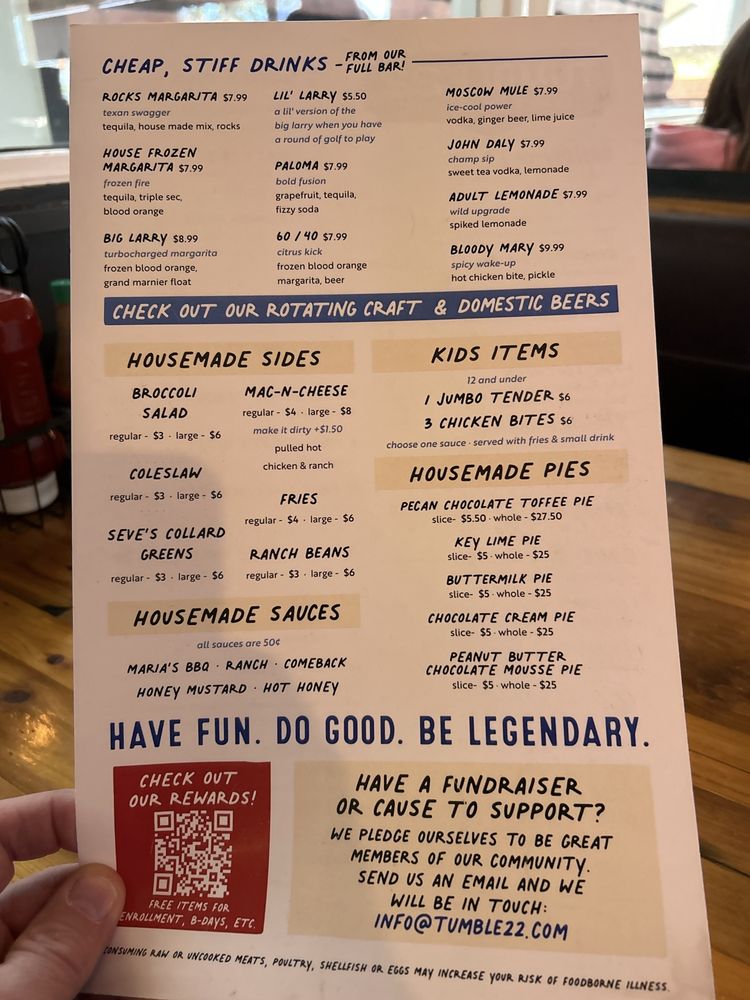 CHEAP, STIFF DRINKS - FROM OUR FULL BAR!
ROCKS MARGARITA $7.99
texan swagger
tequila, house made mix, rocks
HOUSE FROZEN
MARGARITA $7.99
frozen fire
tequila, triple sec,
blood orange
BIG LARRY $8.99
turbocharged margarita
frozen blood orange,
grand marnier float
LIL' LARRY $5.50
a lil' version of the
big larry when you have
a round of golf to play
PALOMA $7.99
bold fusion
grapefruit, tequila,
fizzy soda
60 / 40 $7.99
citrus kick
frozen blood orange
margarita, beer
MOSCOW MULE $7.99
ice-cool power
vodka, ginger beer, lime juice
JOHN DALY $7.99
champ sip
sweet tea vodka, lemonade
ADULT LEMONADE $7.99
wild upgrade
spiked lemonade
BLOODY MARY $9.99
spicy wake-up
hot chicken bite, pickle
CHECK OUT OUR ROTATING CRAFT & DOMESTIC BEERS
HOUSEMADE SIDES
BROCCOLI
SALAD
regular - $3 · large - $6
COLESLAW
regular - $3 · large - $6
SEVE'S COLLARD
GREENS
regular - $3 · large - $6
MAC-N-CHEESE
regular - $4 · large - $8
make it dirty +$1.50
pulled hot
chicken & ranch
FRIES
regular - $4 · large - $6
RANCH BEANS
regular - $3 · large - $6
HOUSEMADE SAUCES
all sauces are 50¢
MARIA'S BBQ · RANCH · COMEBACK
HONEY MUSTARD · HOT HONEY
KIDS ITEMS
12 and under
1 JUMBO TENDER $6
3 CHICKEN BITES $6
choose one sauce · served with fries & small drink
HOUSEMADE PIES
PECAN CHOCOLATE TOFFEE PIE
slice- $5.50 · whole - $27.50
KEY LIME PIE
slice- $5 · whole - $25
BUTTERMILK PIE
slice- $5 · whole - $25
CHOCOLATE CREAM PIE
slice- $5 · whole - $25
PEANUT BUTTER
CHOCOLATE MOUSSE PIE
slice- $5 · whole - $25
HAVE FUN. DO GOOD. BE LEGENDARY.
CHECK OUT
OUR REWARDS!
FREE ITEMS FOR
ENROLLMENT, B-DAYS, ETC.
HAVE A FUNDRAISER
OR CAUSE TO SUPPORT?
WE PLEDGE OURSELVES TO BE GREAT
MEMBERS OF OUR COMMUNITY.
SEND US AN EMAIL AND WE
WILL BE IN TOUCH:
INFO@TUMBLE22.COM
CONSUMING RAW OR UNCOOKED MEATS, POULTRY, SHELLFISH OR EGGS MAY INCREASE YOUR RISK OF FOODBORNE ILLNESS.